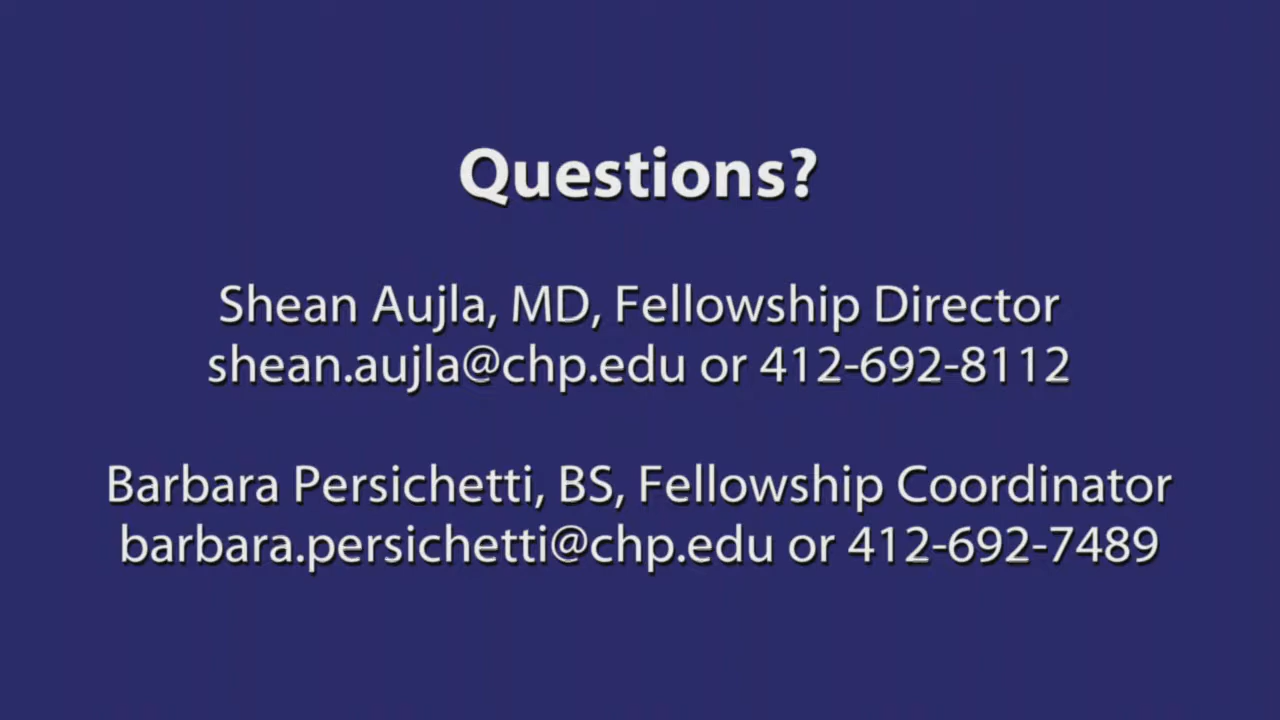 Questions?
Shean Aujla, MD, Fellowship Director
shean.aujla@chp.edu or 412-692-8112
Barbara Persichetti, BS, Fellowship Coordinator
barbara.persichetti@chp.edu or 412-692-7489